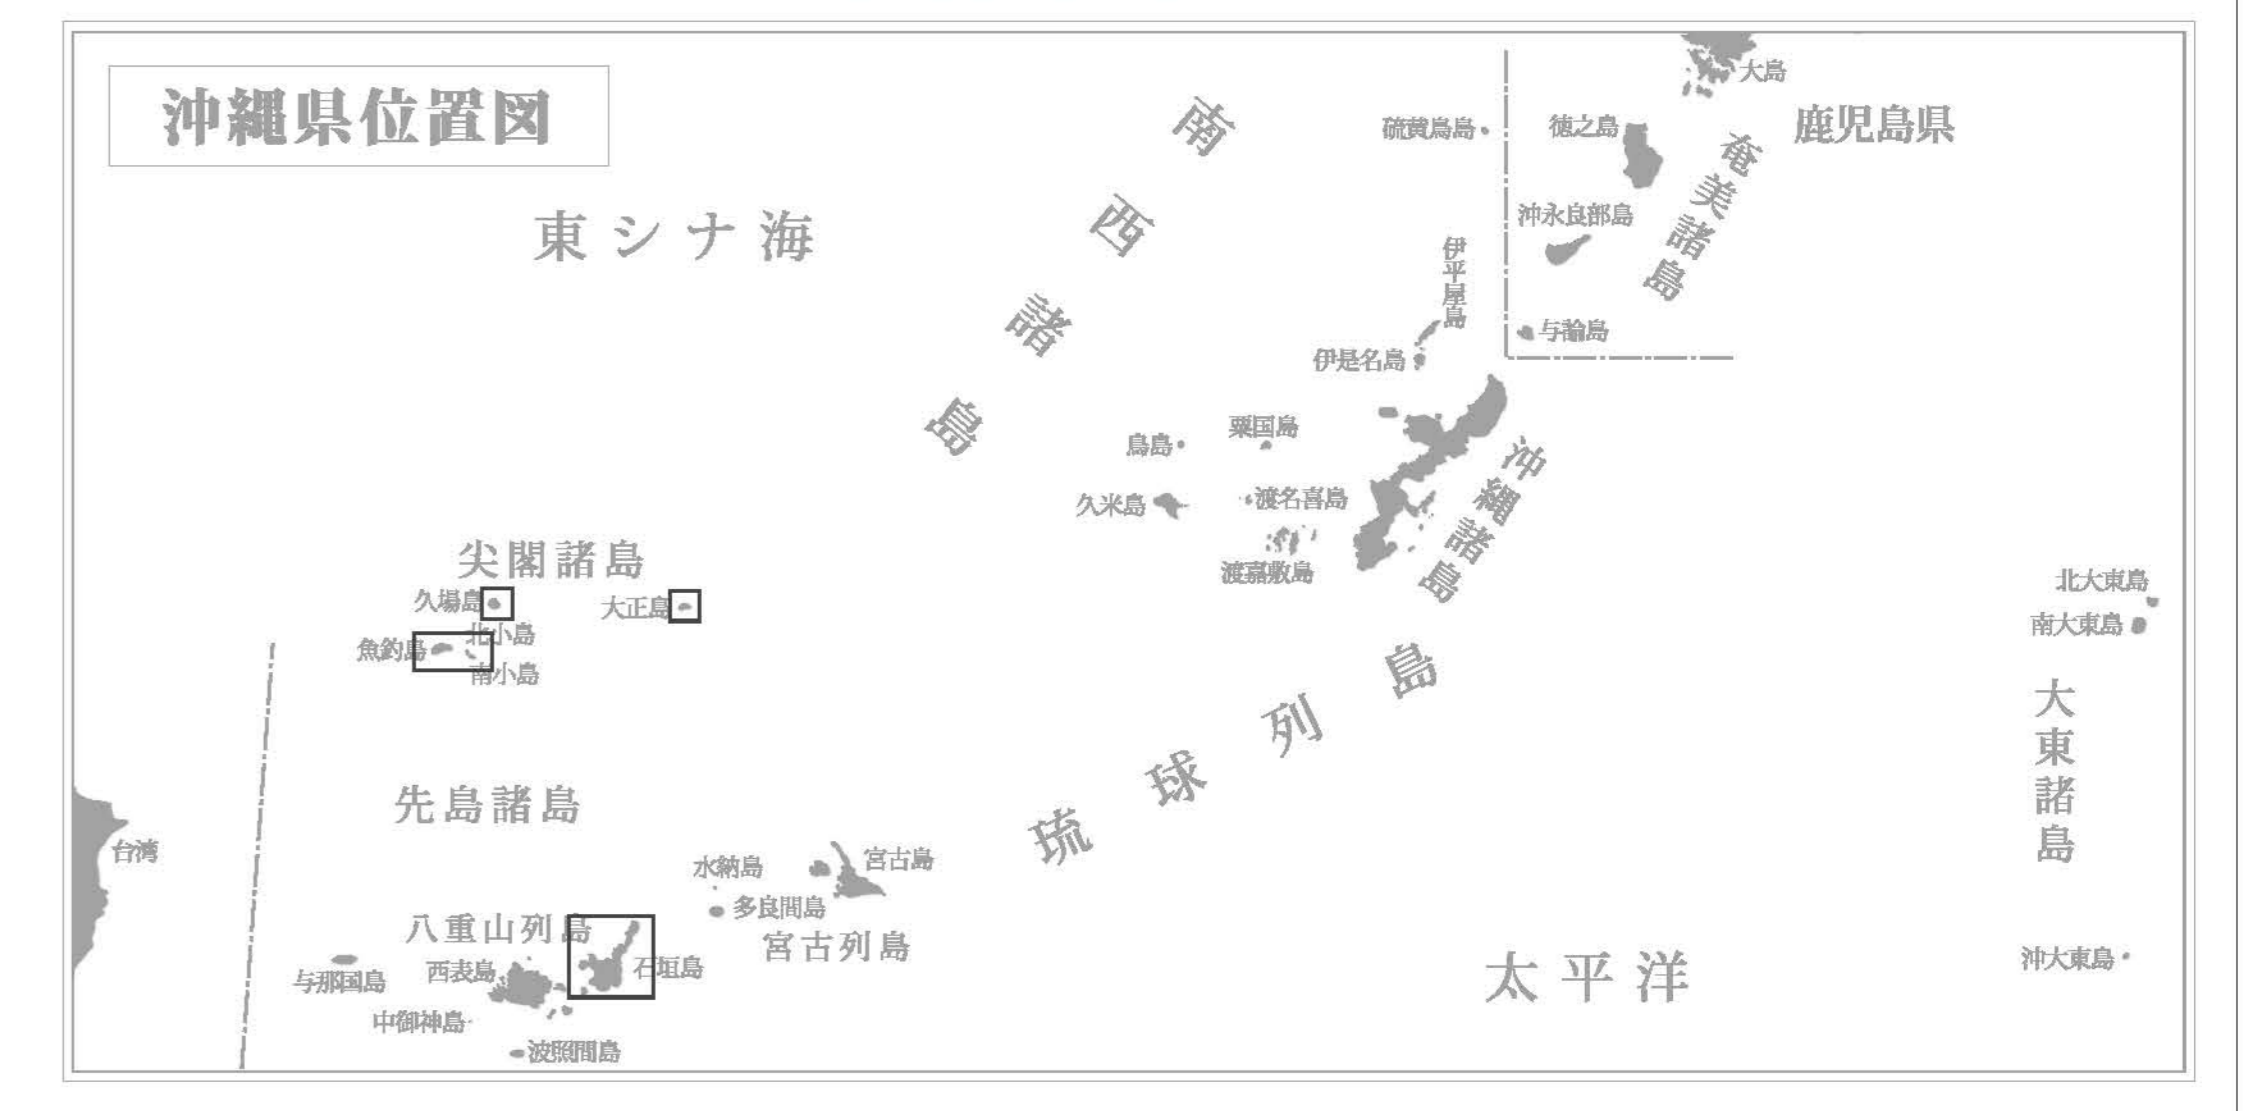 沖縄県位置図
東シナ海
南西諸島
硫黄鳥島
徳之島
大島
鹿児島県
奄美諸島
沖永良部島
与論島
伊平屋島
伊是名島
粟国島
鳥島
久米島
渡名喜島
渡嘉敷島
沖縄諸島
尖閣諸島
久場島
大正島
北小島
魚釣島
南小島
北大東島
南大東島
大東諸島
沖大東島
琉球列島
先島諸島
台湾
水納島
宮古島
多良間島
宮古列島
八重山列島
与那国島
西表島
石垣島
中御神島
波照間島
太平洋